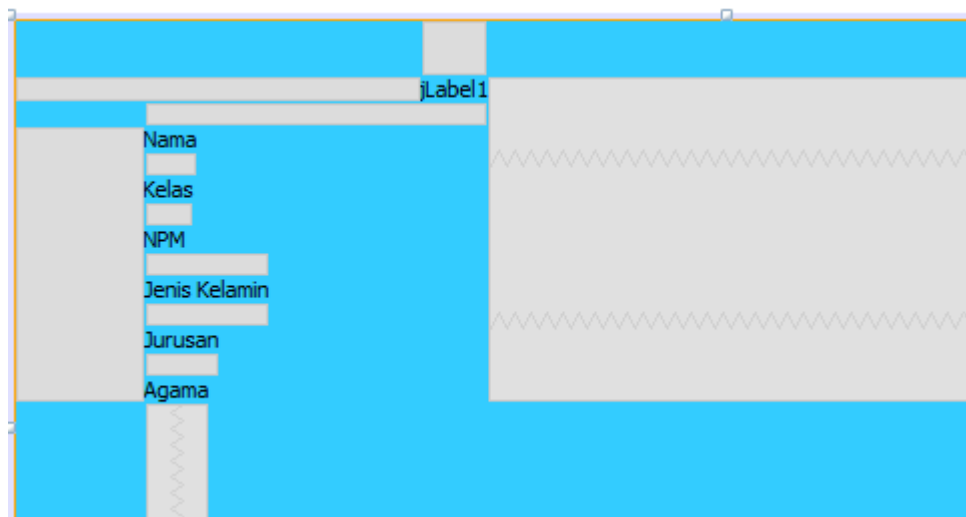 jLabel1
Nama
Kelas
NPM
Jenis Kelamin
Jurusan
Agama